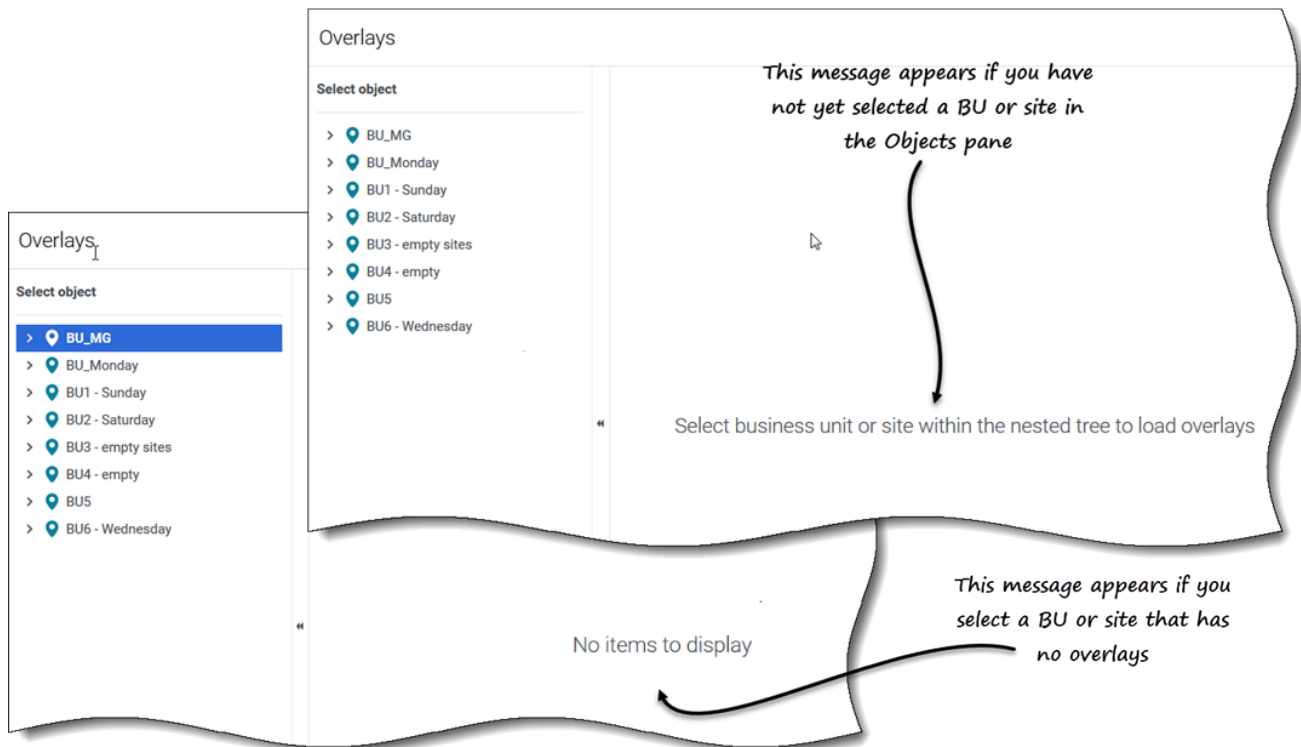 Overlays
Select object
BU_MG
BU_Monday
BU1 - Sunday
BU2 - Saturday
BU3 - empty sites
BU4 - empty
BU5
BU6 - Wednesday
This message appears if you have
not yet selected a BU or site in
the Objects pane
Select business unit or site within the nested tree to load overlays
Overlays
Select object
BU_MG
BU_Monday
BU1 - Sunday
BU2 - Saturday
BU3 - empty sites
BU4 - empty
BU5
BU6 - Wednesday
No items to display
This message appears if you
select a BU or site that has
no overlays